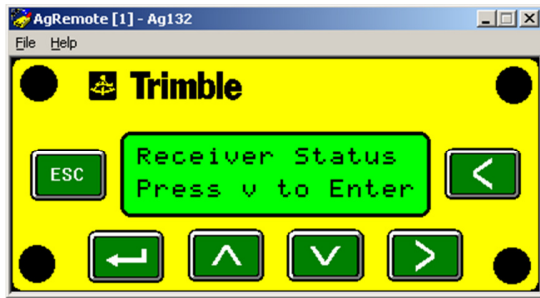 AgRemote [1] - Ag132
File Help
Trimble
ESC
Receiver Status
Press v to Enter